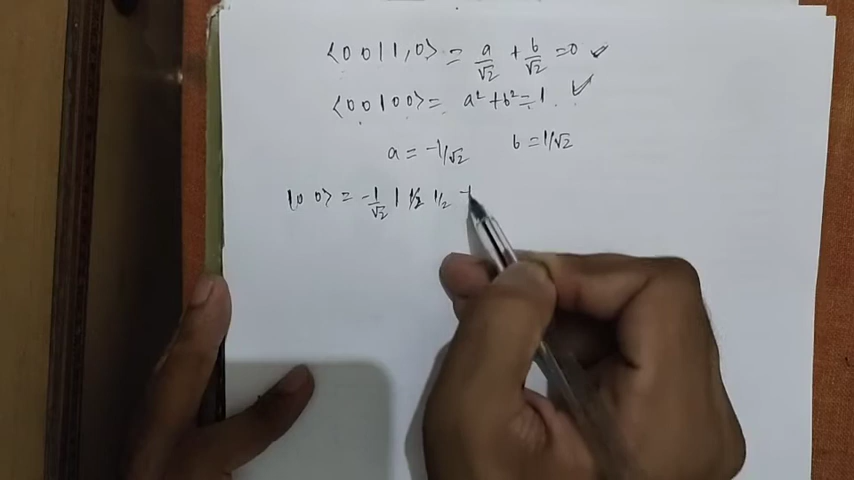 <0 0 | 1, 0> = a/√2 + b/√2 = 0 ✓
<0 0 | 0 0> = a² + b² = 1 . ✓
a = -1/√2 b = 1/√2
|0 0> = -1/√2 | 1/2 1/2 -